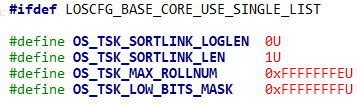 #ifdef LOSCFG_BASE_CORE_USE_SINGLE_LIST
#define OS_TSK_SORTLINK_LOGLEN 0U
#define OS_TSK_SORTLINK_LEN 1U
#define OS_TSK_MAX_ROLLNUM 0xFFFFFFFEU
#define OS_TSK_LOW_BITS_MASK 0xFFFFFFFFU